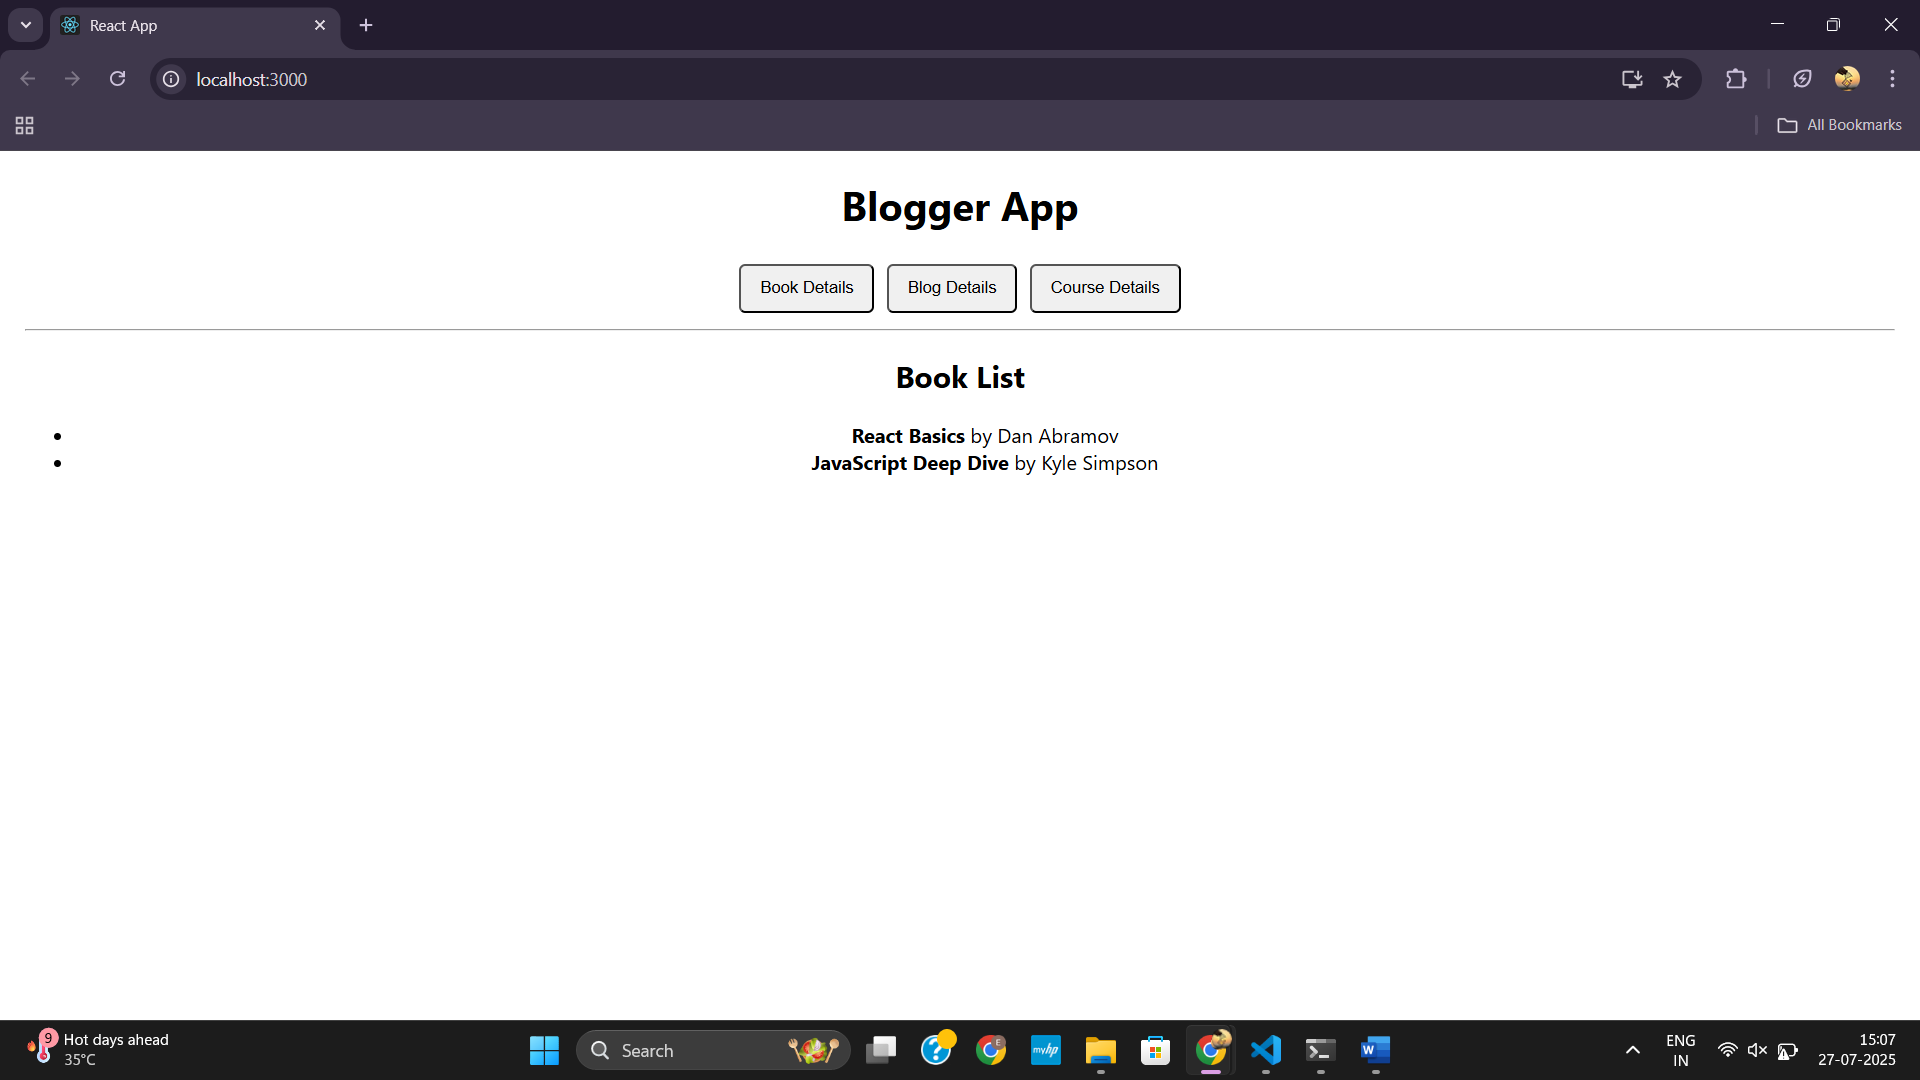 React App
localhost:3000
All Bookmarks
Blogger App
Book Details Blog Details Course Details
Book List
React Basics by Dan Abramov
JavaScript Deep Dive by Kyle Simpson
9
Hot days ahead
35°C
Search
?
E
myhp
W
ENG
IN
15:07
27-07-2025